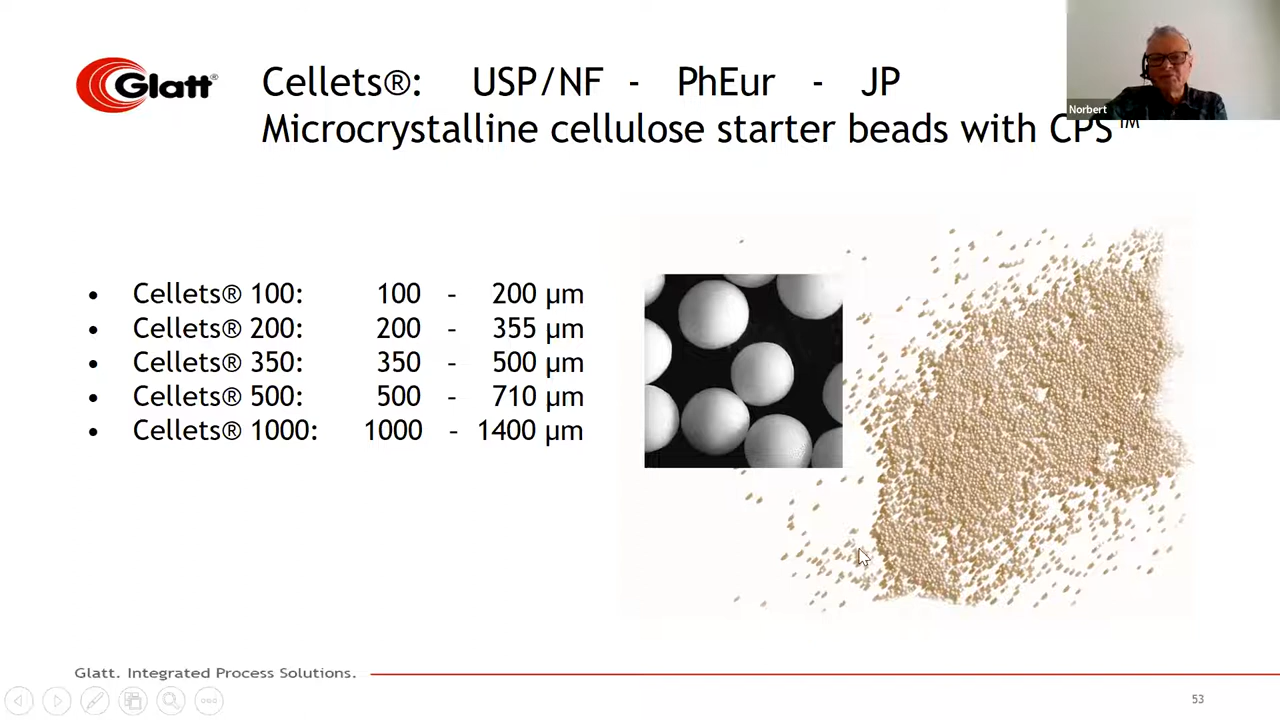 Glatt®
Cellets®: USP/NF - PhEur - JP
Microcrystalline cellulose starter beads with CPS™
Norbert
• Cellets® 100: 100 - 200 µm
• Cellets® 200: 200 - 355 µm
• Cellets® 350: 350 - 500 µm
• Cellets® 500: 500 - 710 µm
• Cellets® 1000: 1000 - 1400 µm
Glatt. Integrated Process Solutions.
53